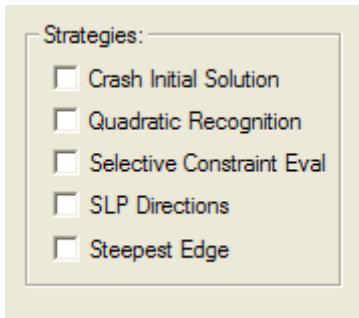 Strategies:
Crash Initial Solution
Quadratic Recognition
Selective Constraint Eval
SLP Directions
Steepest Edge